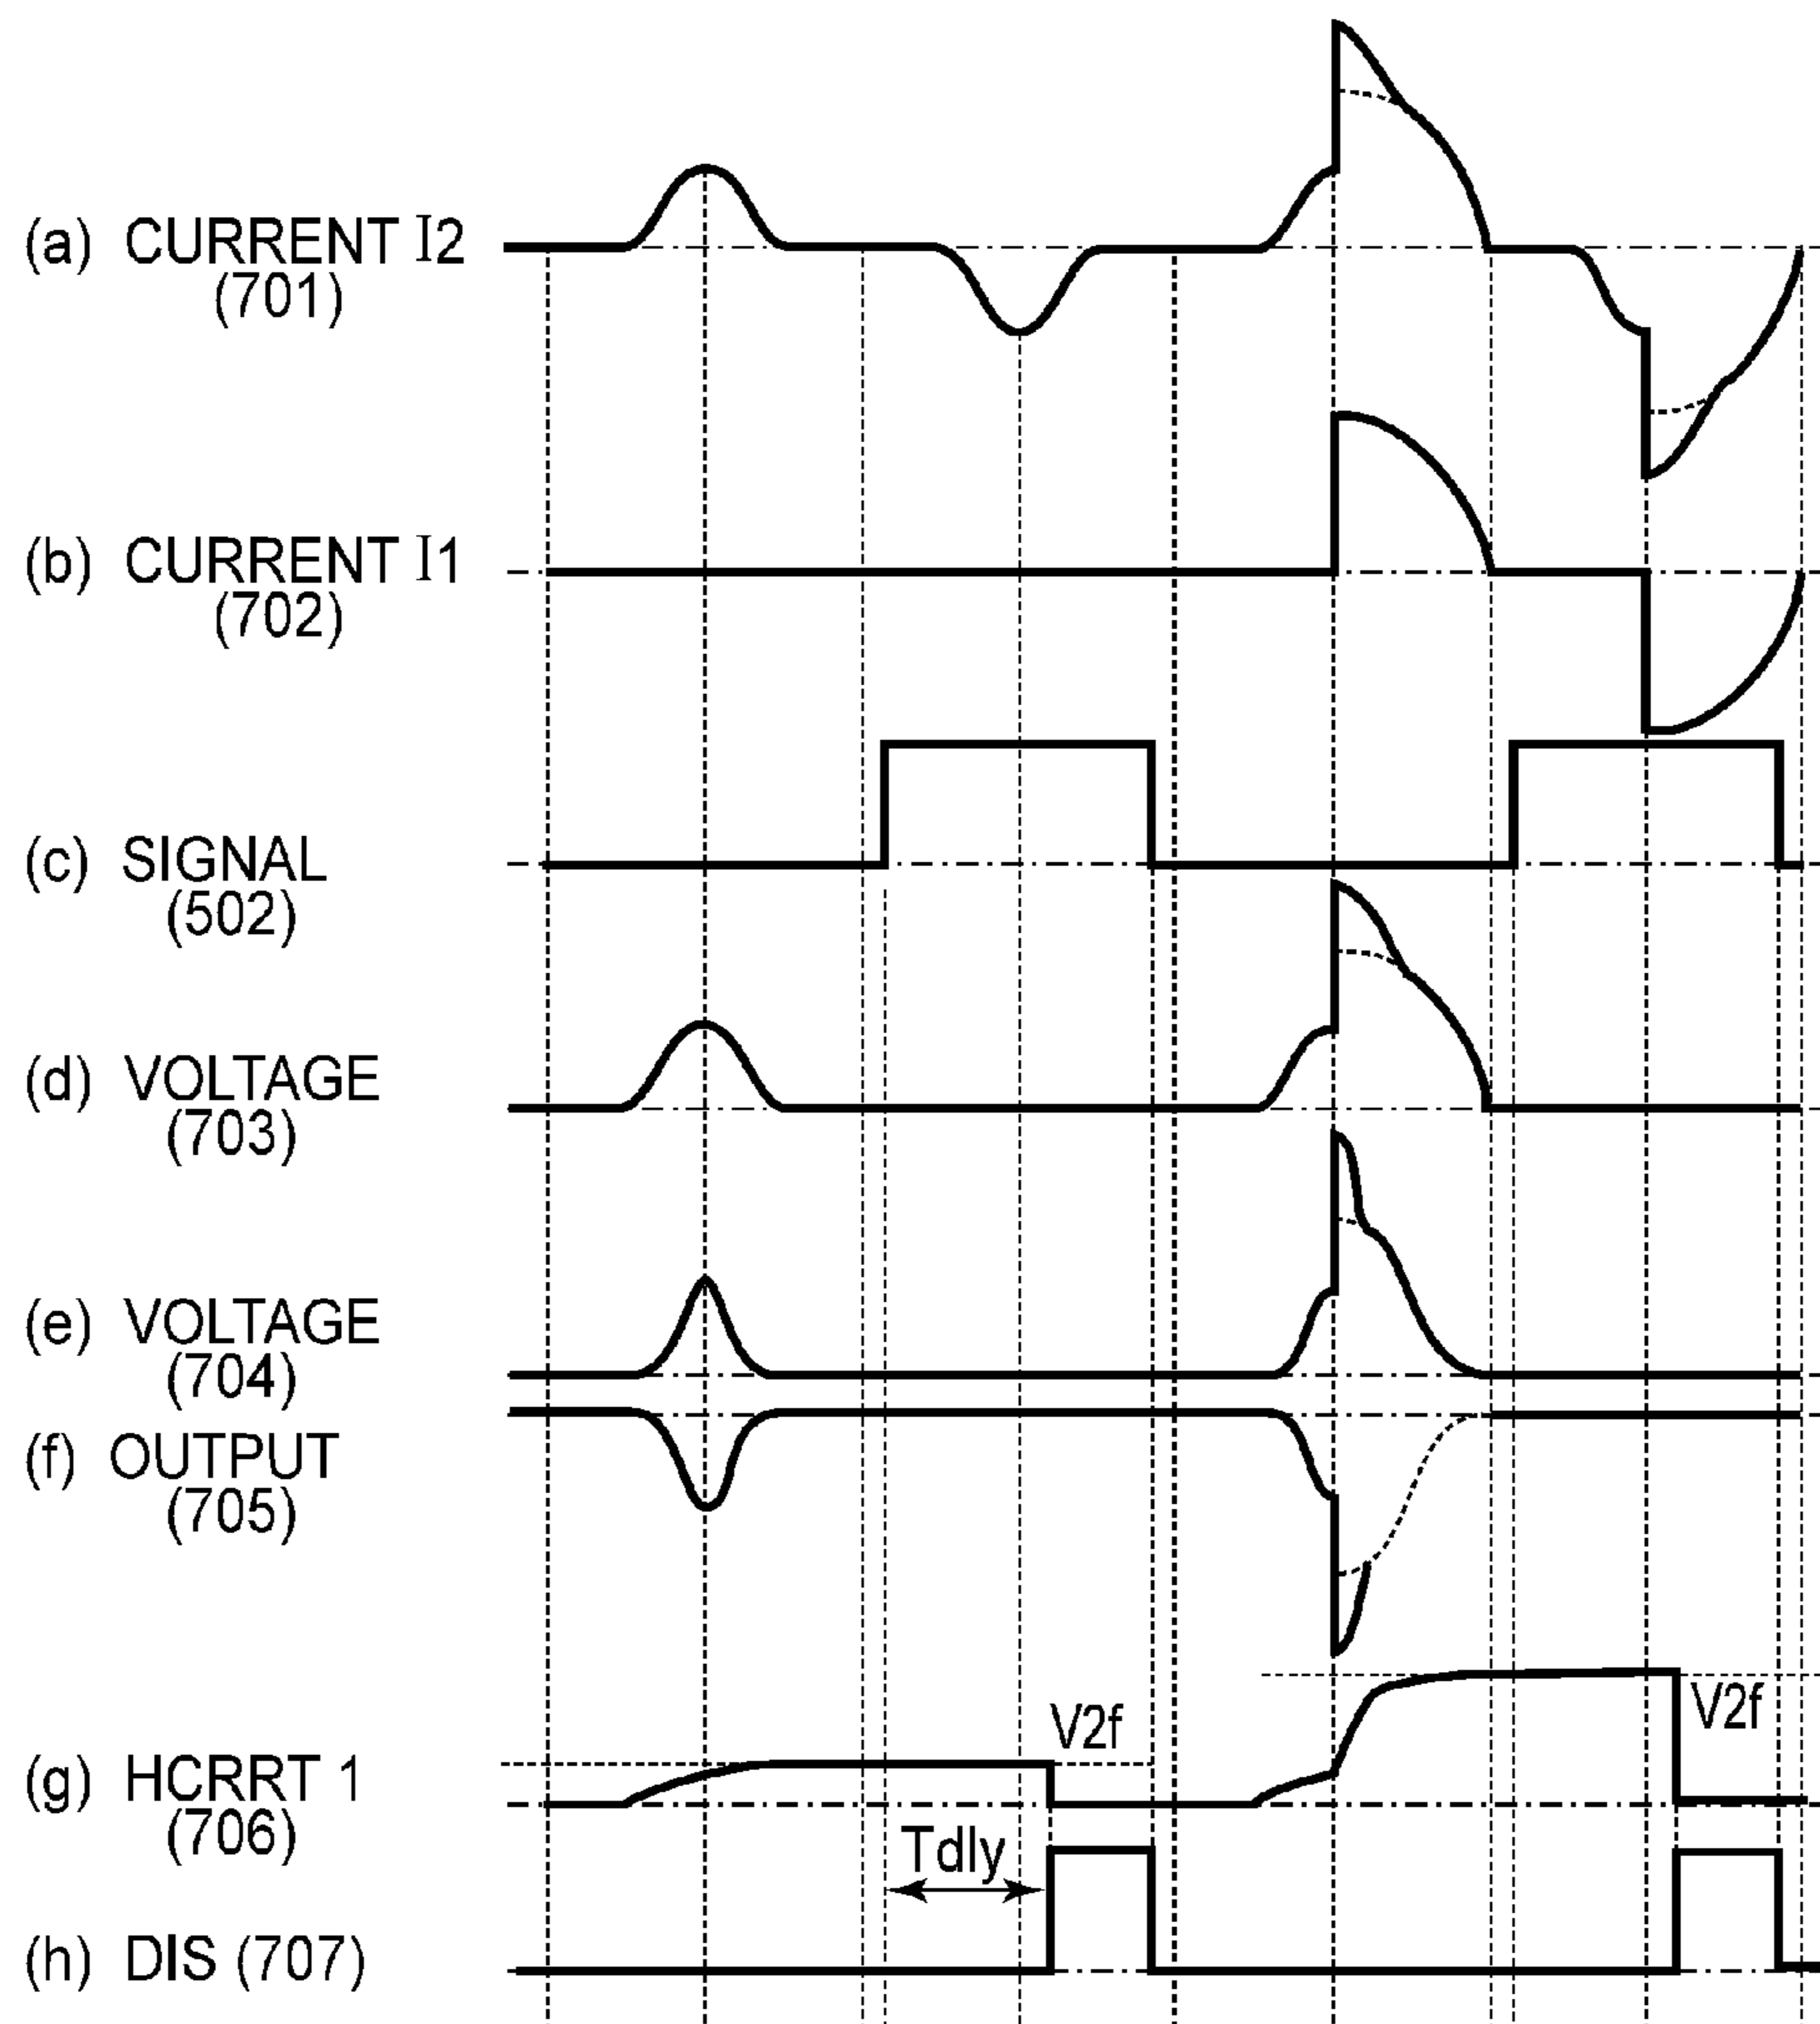 (a) CURRENT I2
(701)
(b) CURRENT I1
(702)
(c) SIGNAL
(502)
(d) VOLTAGE
(703)
(e) VOLTAGE
(704)
(f) OUTPUT
(705)
V2f
V2f
(g) HCRRT 1
(706)
Tdly
(h) DIS (707)